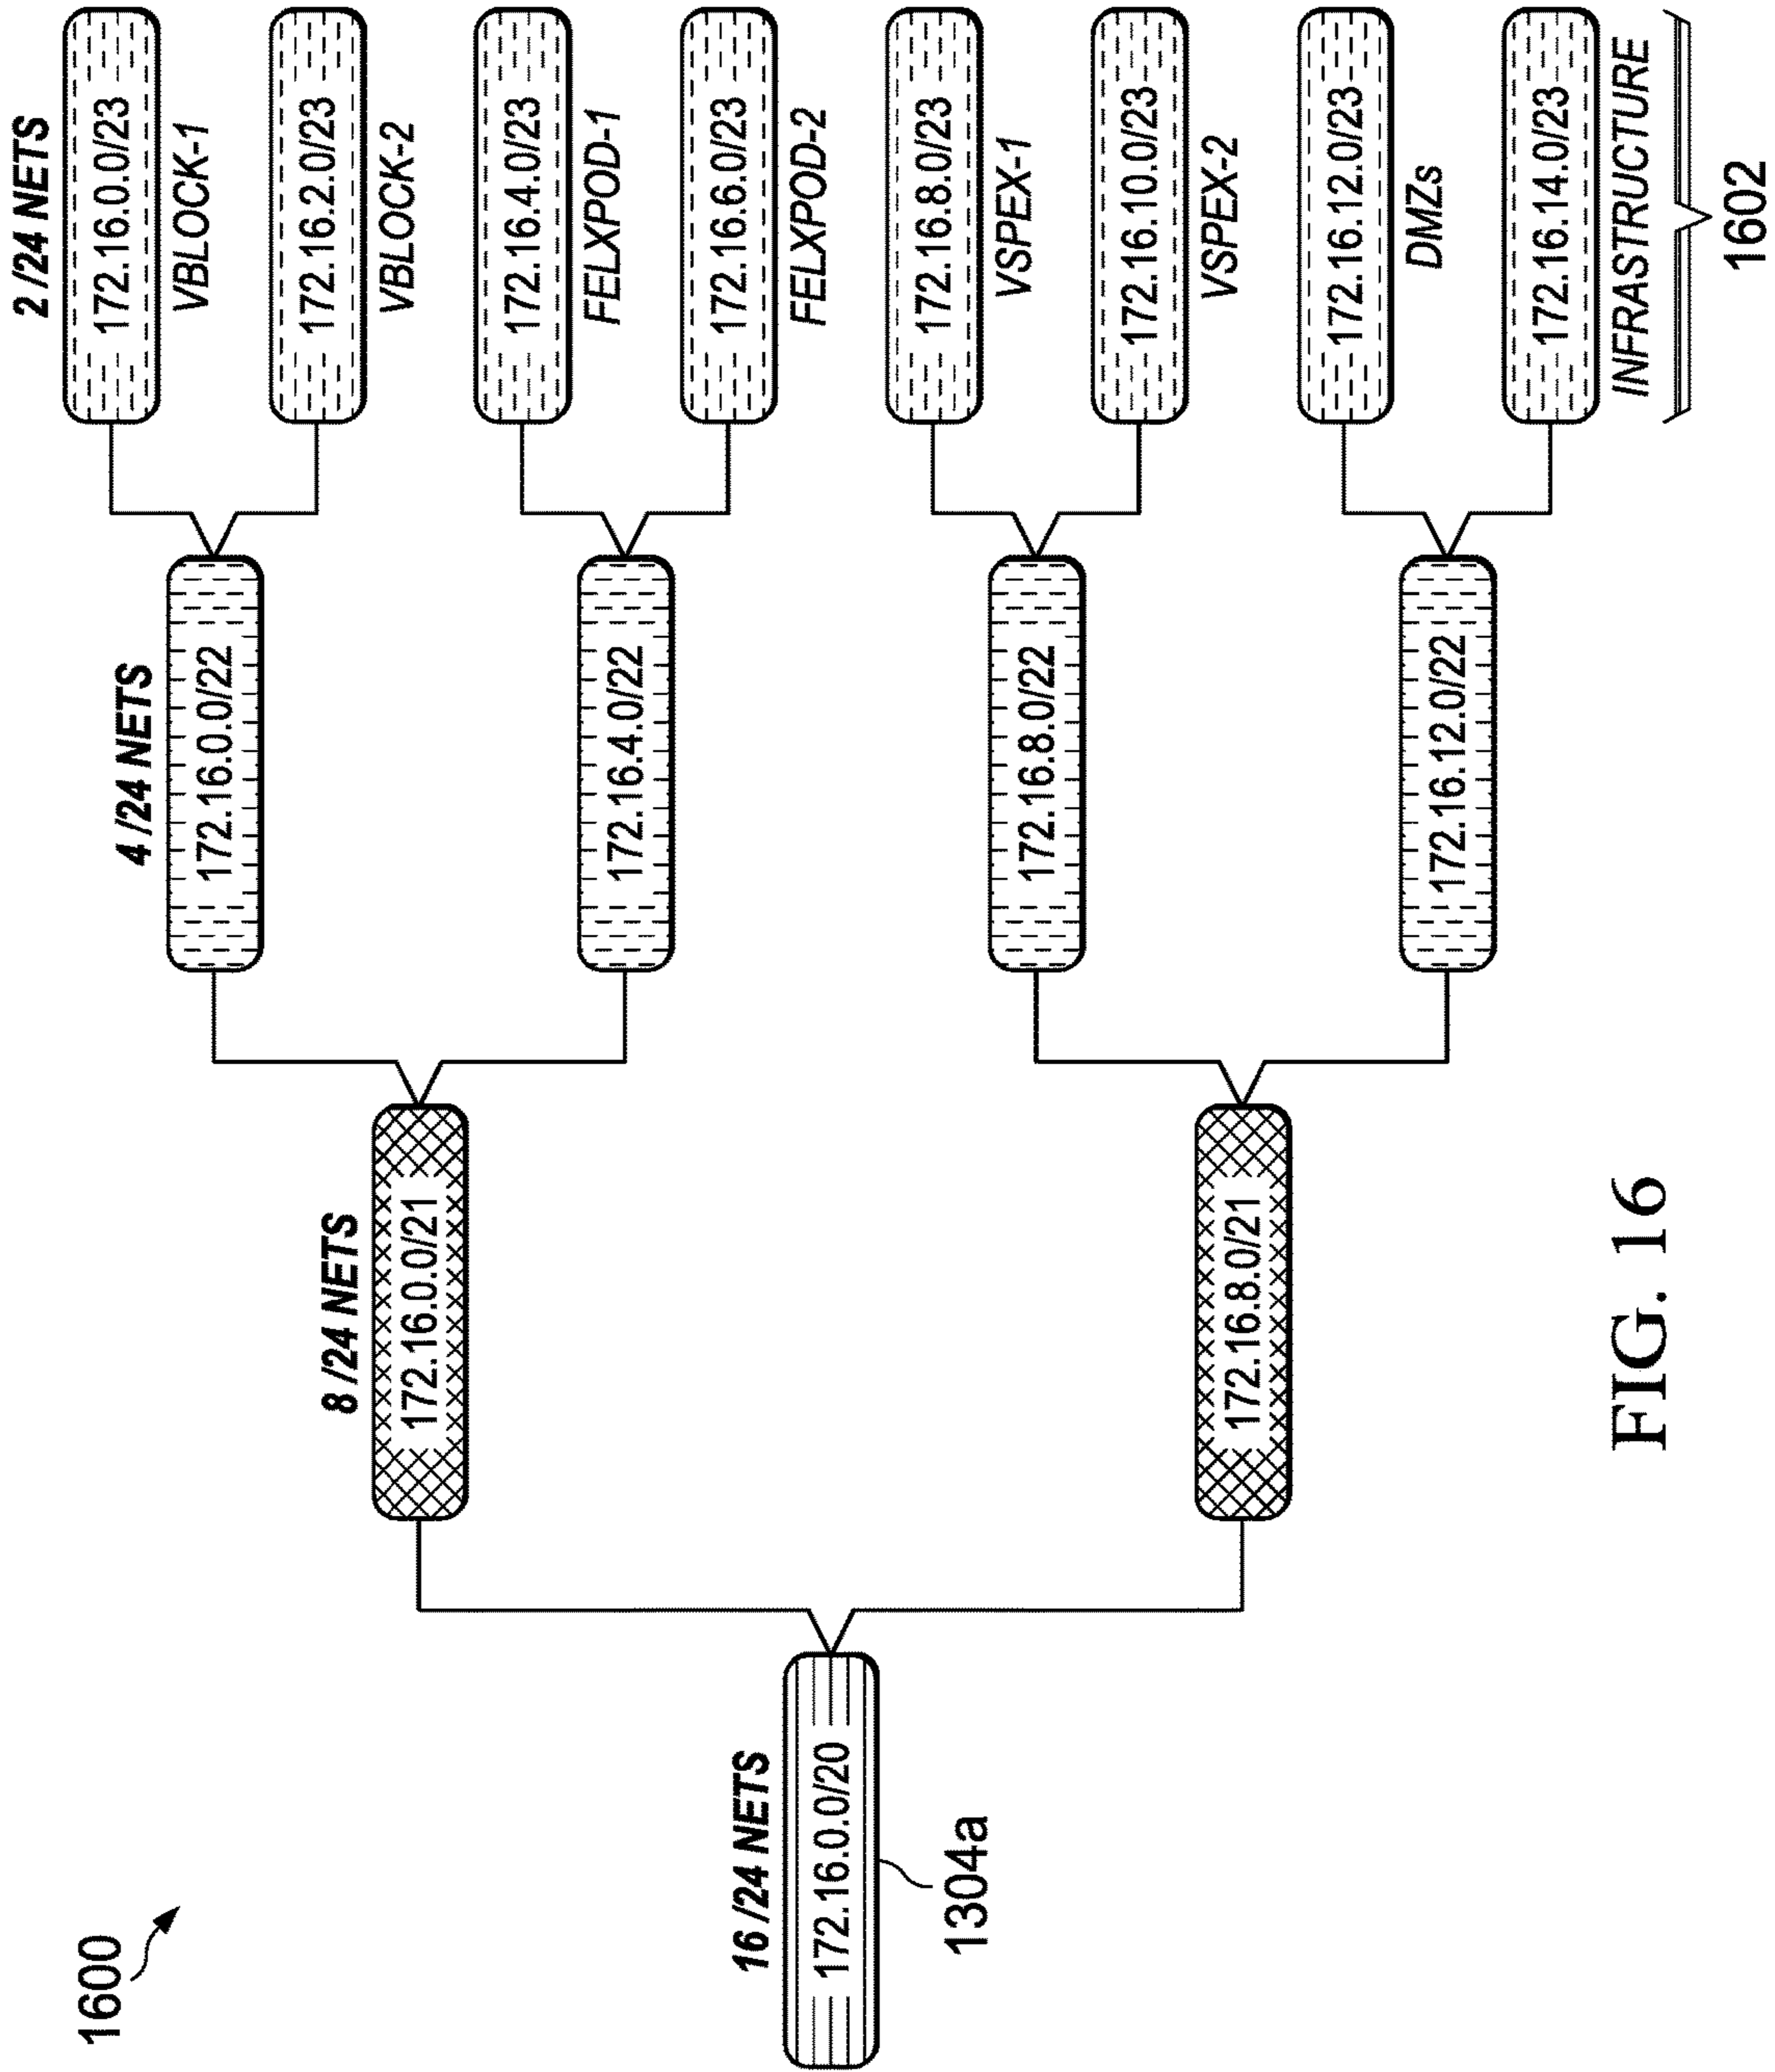 1600
16 /24 NETS
172.16.0.0/20
1304a
8 /24 NETS
172.16.0.0/21
172.16.8.0/21
4 /24 NETS
172.16.0.0/22
172.16.4.0/22
172.16.8.0/22
172.16.12.0/22
2 /24 NETS
172.16.0.0/23
VBLOCK-1
172.16.2.0/23
VBLOCK-2
172.16.4.0/23
FELXPOD-1
172.16.6.0/23
FELXPOD-2
172.16.8.0/23
VSPEX-1
172.16.10.0/23
VSPEX-2
172.16.12.0/23
DMZs
172.16.14.0/23
INFRASTRUCTURE
1602
FIG. 16